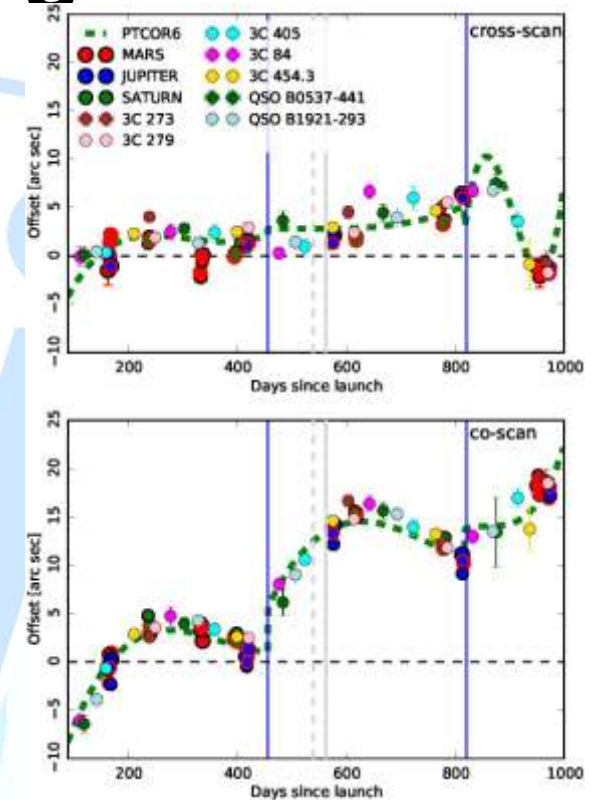 PTCOR6
MARS
JUPITER
SATURN
3C 273
3C 279
3C 405
3C 84
3C 454.3
QSO B0537-441
QSO B1921-293
cross-scan
Offset [arc sec]
25
20
15
10
5
0
−5
−10
200 400 600 800 1000
Days since launch
co-scan
Offset [arc sec]
25
20
15
10
5
0
−5
−10
200 400 600 800 1000
Days since launch